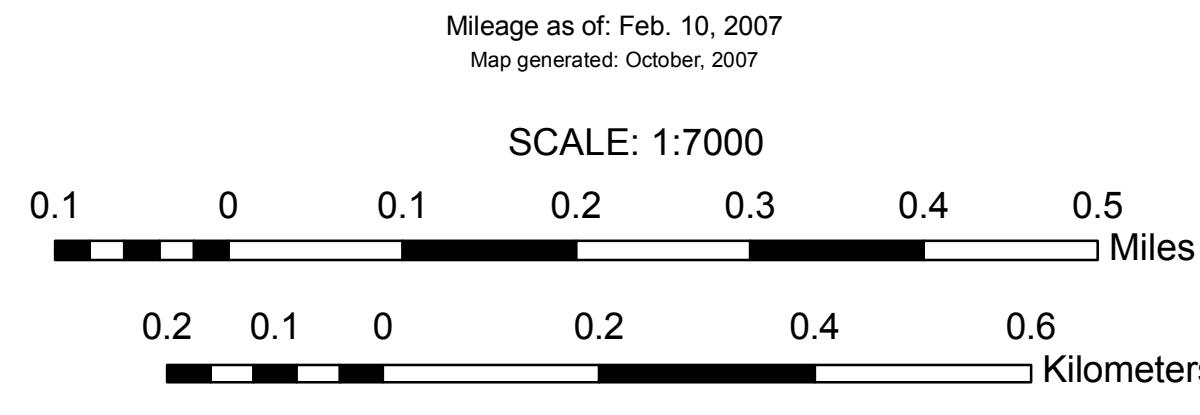 Mileage as of: Feb. 10, 2007
Map generated: October, 2007
SCALE: 1:7000
0.1 0 0.1 0.2 0.3 0.4 0.5
Miles
0.2 0.1 0 0.2 0.4 0.6
Kilometers